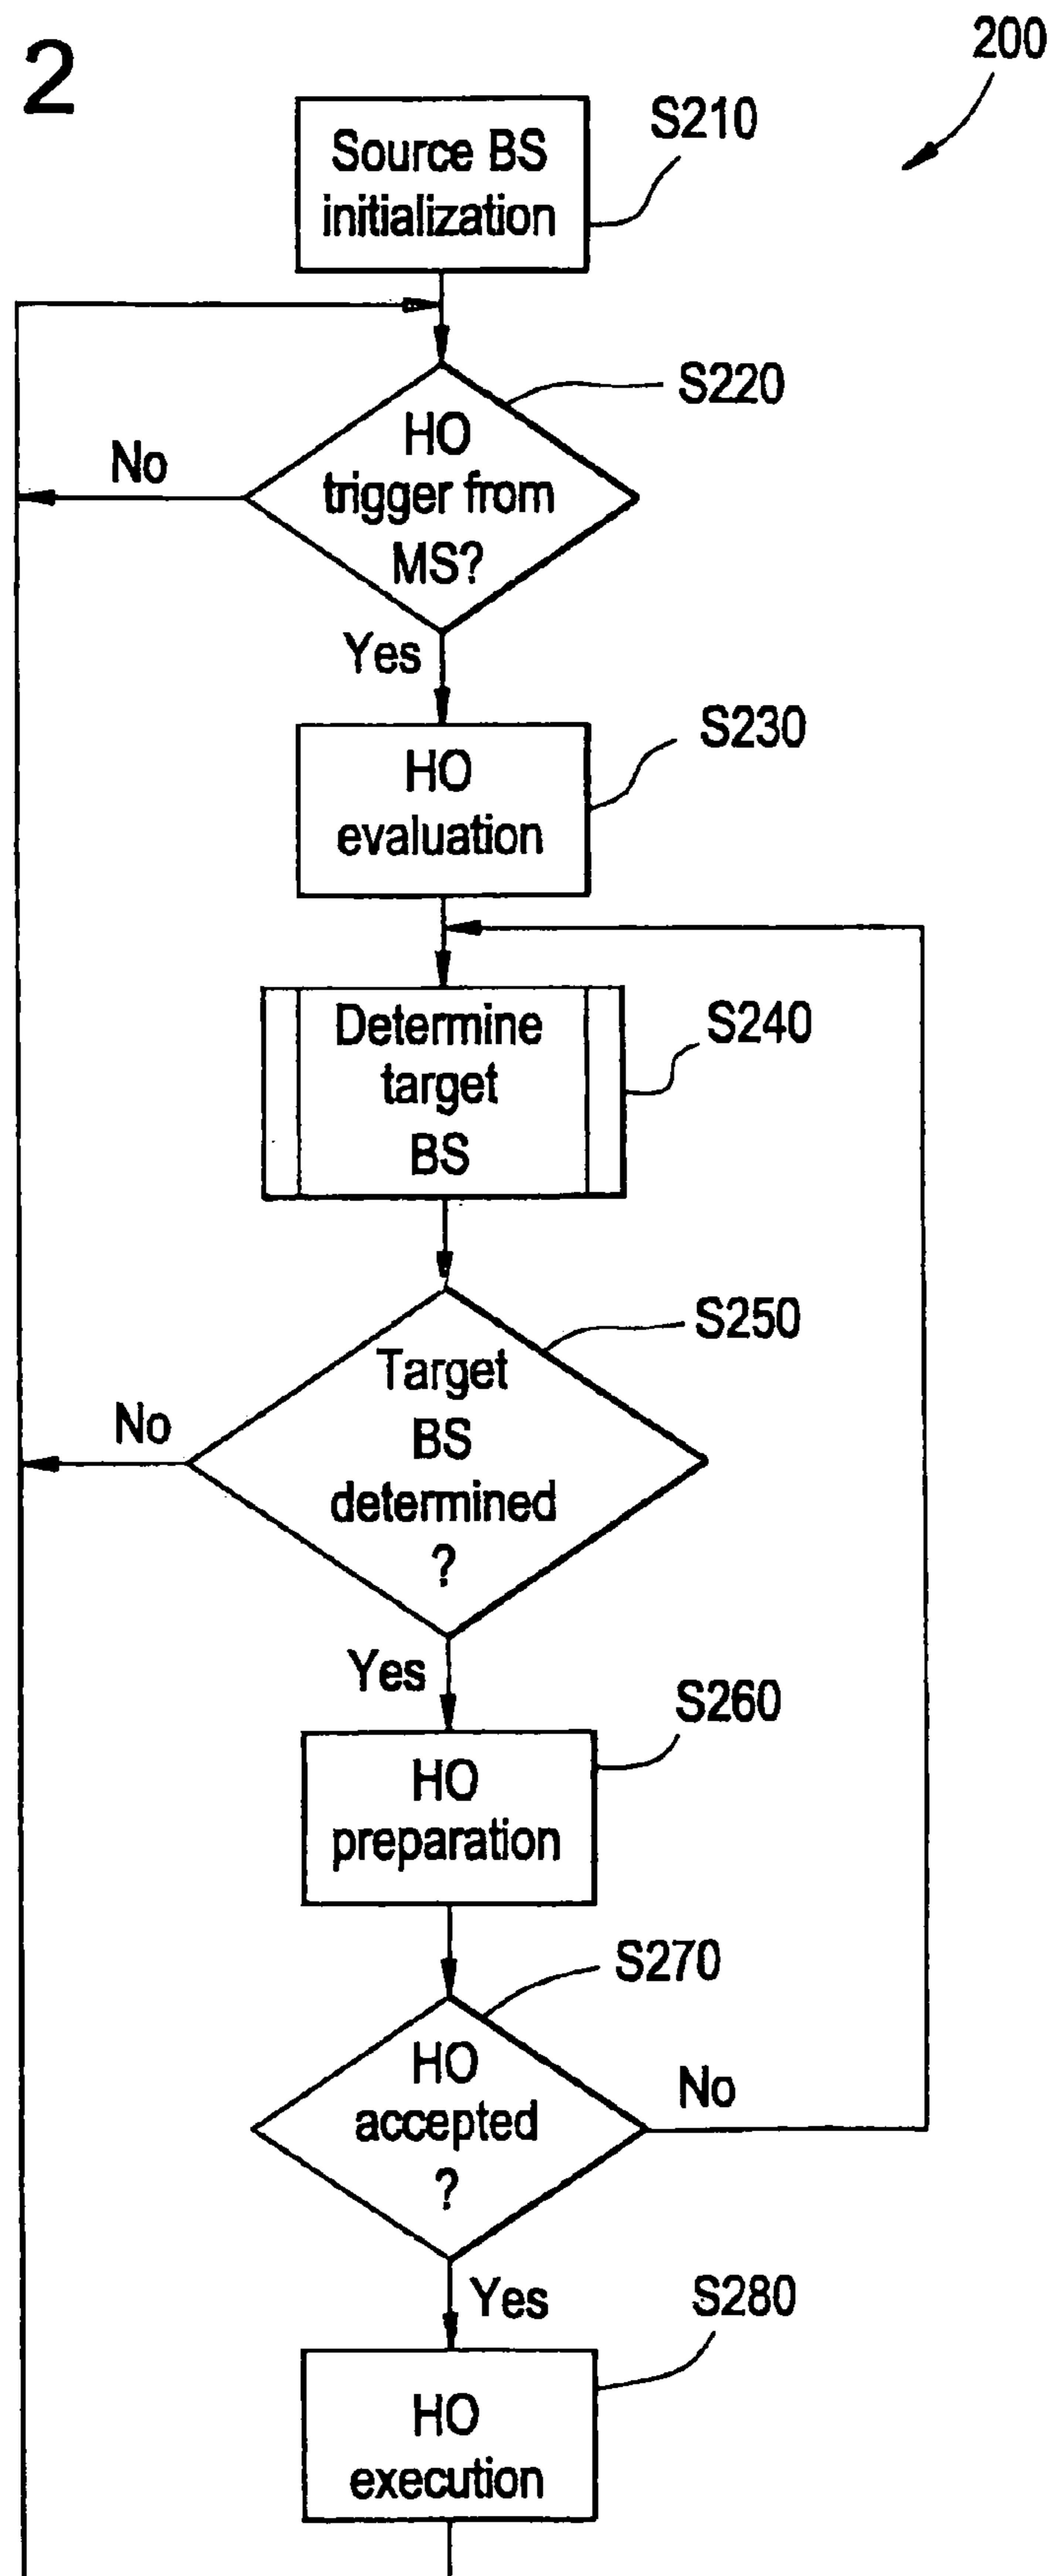 2
200
Source BS
initialization
S210
HO
trigger from
MS?
S220
No
Yes
HO
evaluation
S230
Determine
target
BS
S240
Target
BS
determined
?
S250
No
Yes
HO
preparation
S260
HO
accepted
?
S270
No
Yes
HO
execution
S280